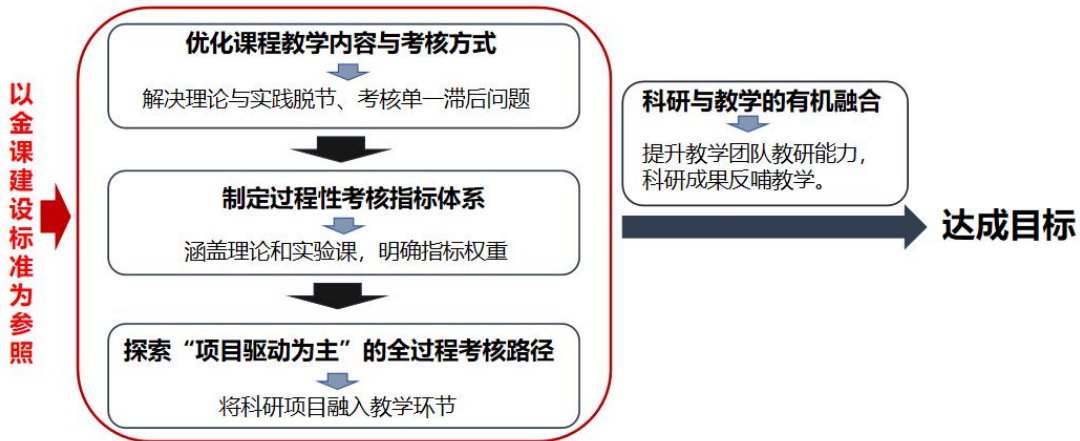 以金课建设标准为参照
优化课程教学内容与考核方式
解决理论与实践脱节、考核单一滞后问题
制定过程性考核指标体系
涵盖理论和实验课，明确指标权重
探索“项目驱动为主”的全过程考核路径
将科研项目融入教学环节
科研与教学的有机融合
提升教学团队教研能力，
科研成果反哺教学。
达成目标